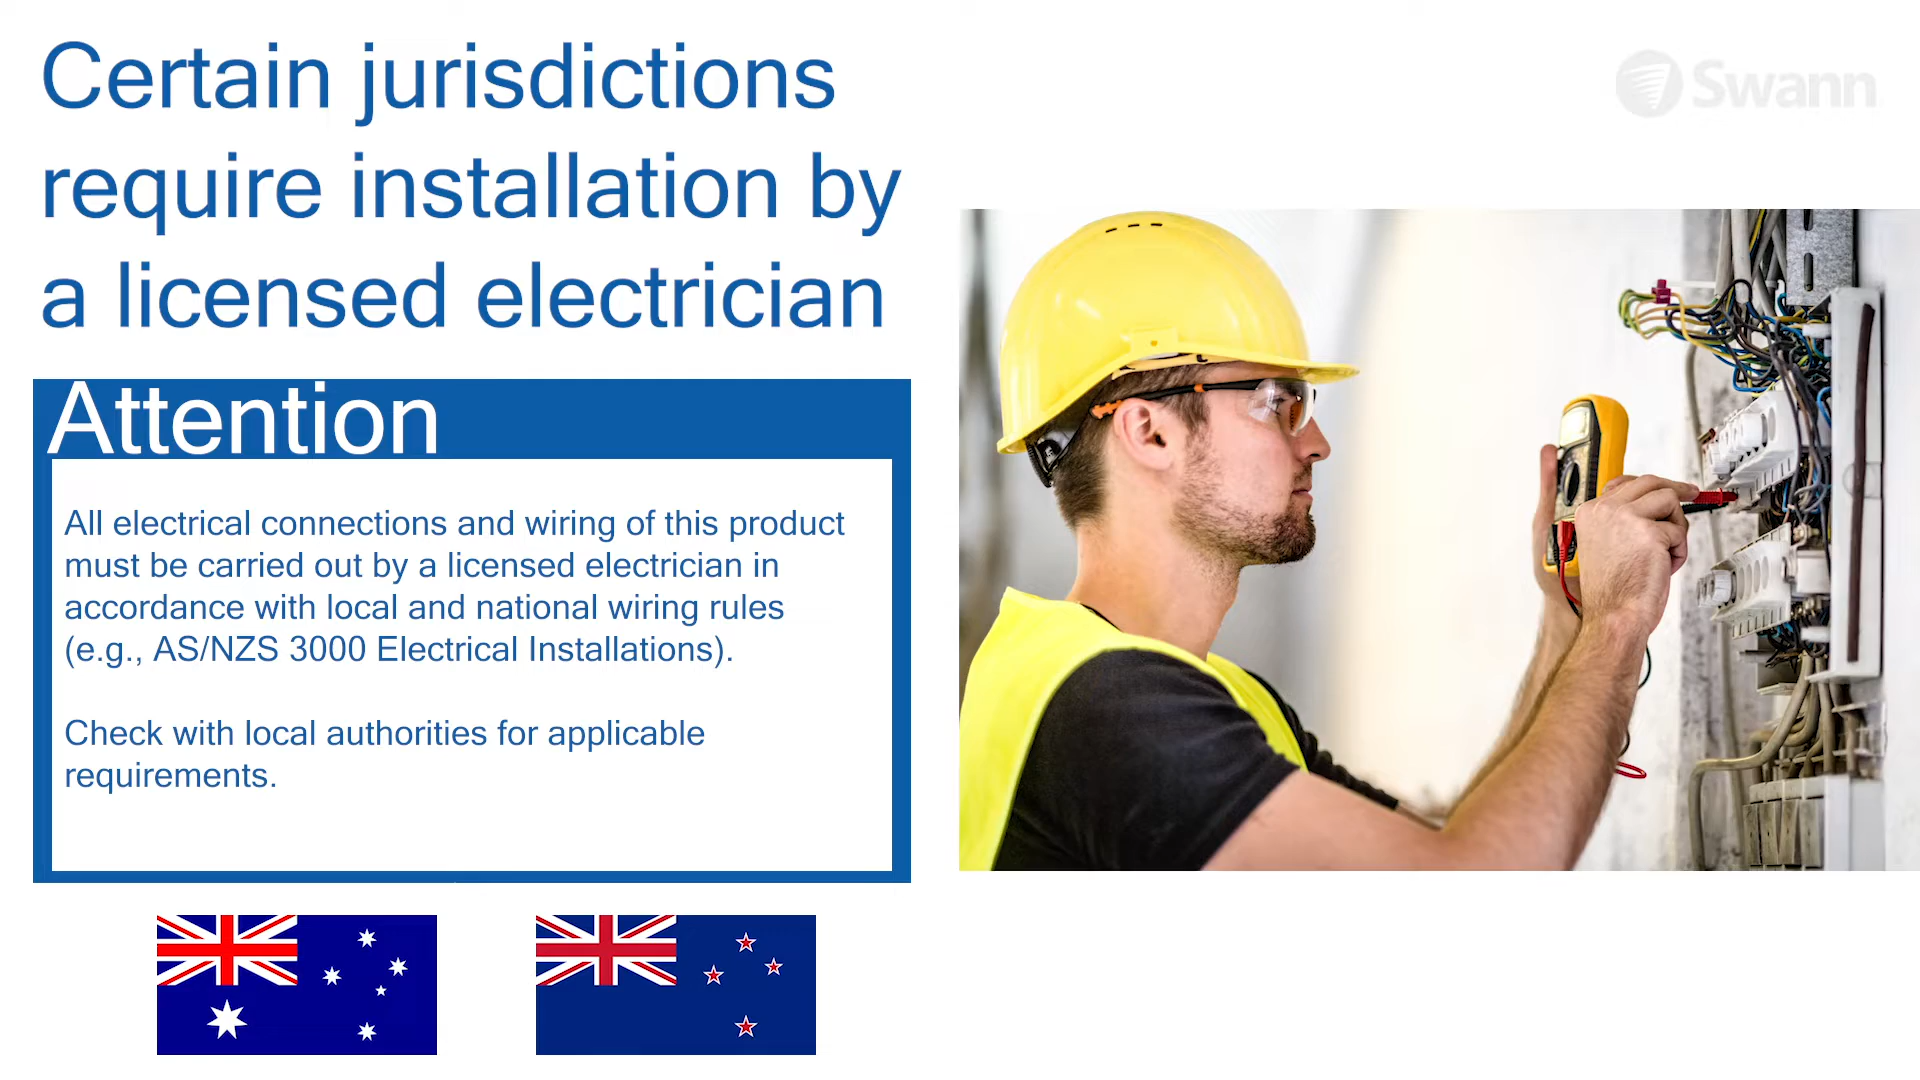 Certain jurisdictions
require installation by
a licensed electrician
Swann
Attention
All electrical connections and wiring of this product
must be carried out by a licensed electrician in
accordance with local and national wiring rules
(e.g., AS/NZS 3000 Electrical Installations).
Check with local authorities for applicable
requirements.